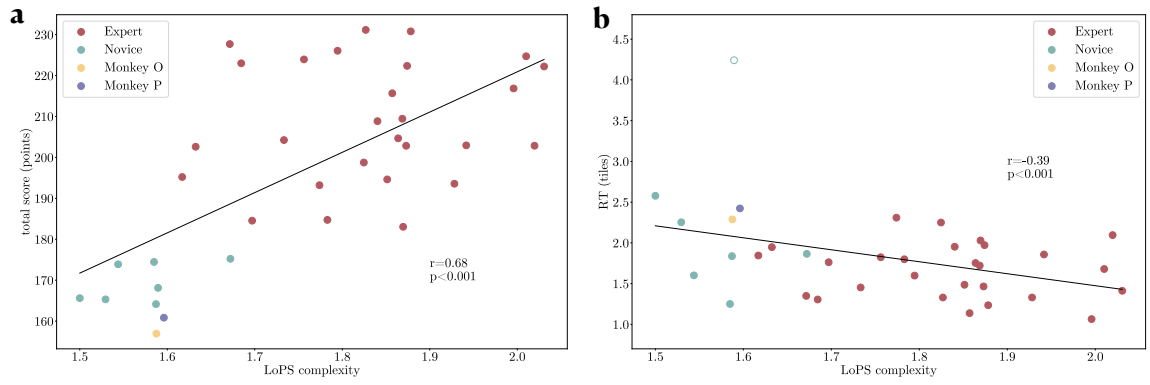 a
Expert
Novice
Monkey O
Monkey P
total score (points)
230
220
210
200
190
180
170
160
r=0.68
p<0.001
1.5 1.6 1.7 1.8 1.9 2.0
LoPS complexity
b
Expert
Novice
Monkey O
Monkey P
RT (tiles)
4.5
4.0
3.5
3.0
2.5
2.0
1.5
1.0
r=-0.39
p<0.001
1.5 1.6 1.7 1.8 1.9 2.0
LoPS complexity